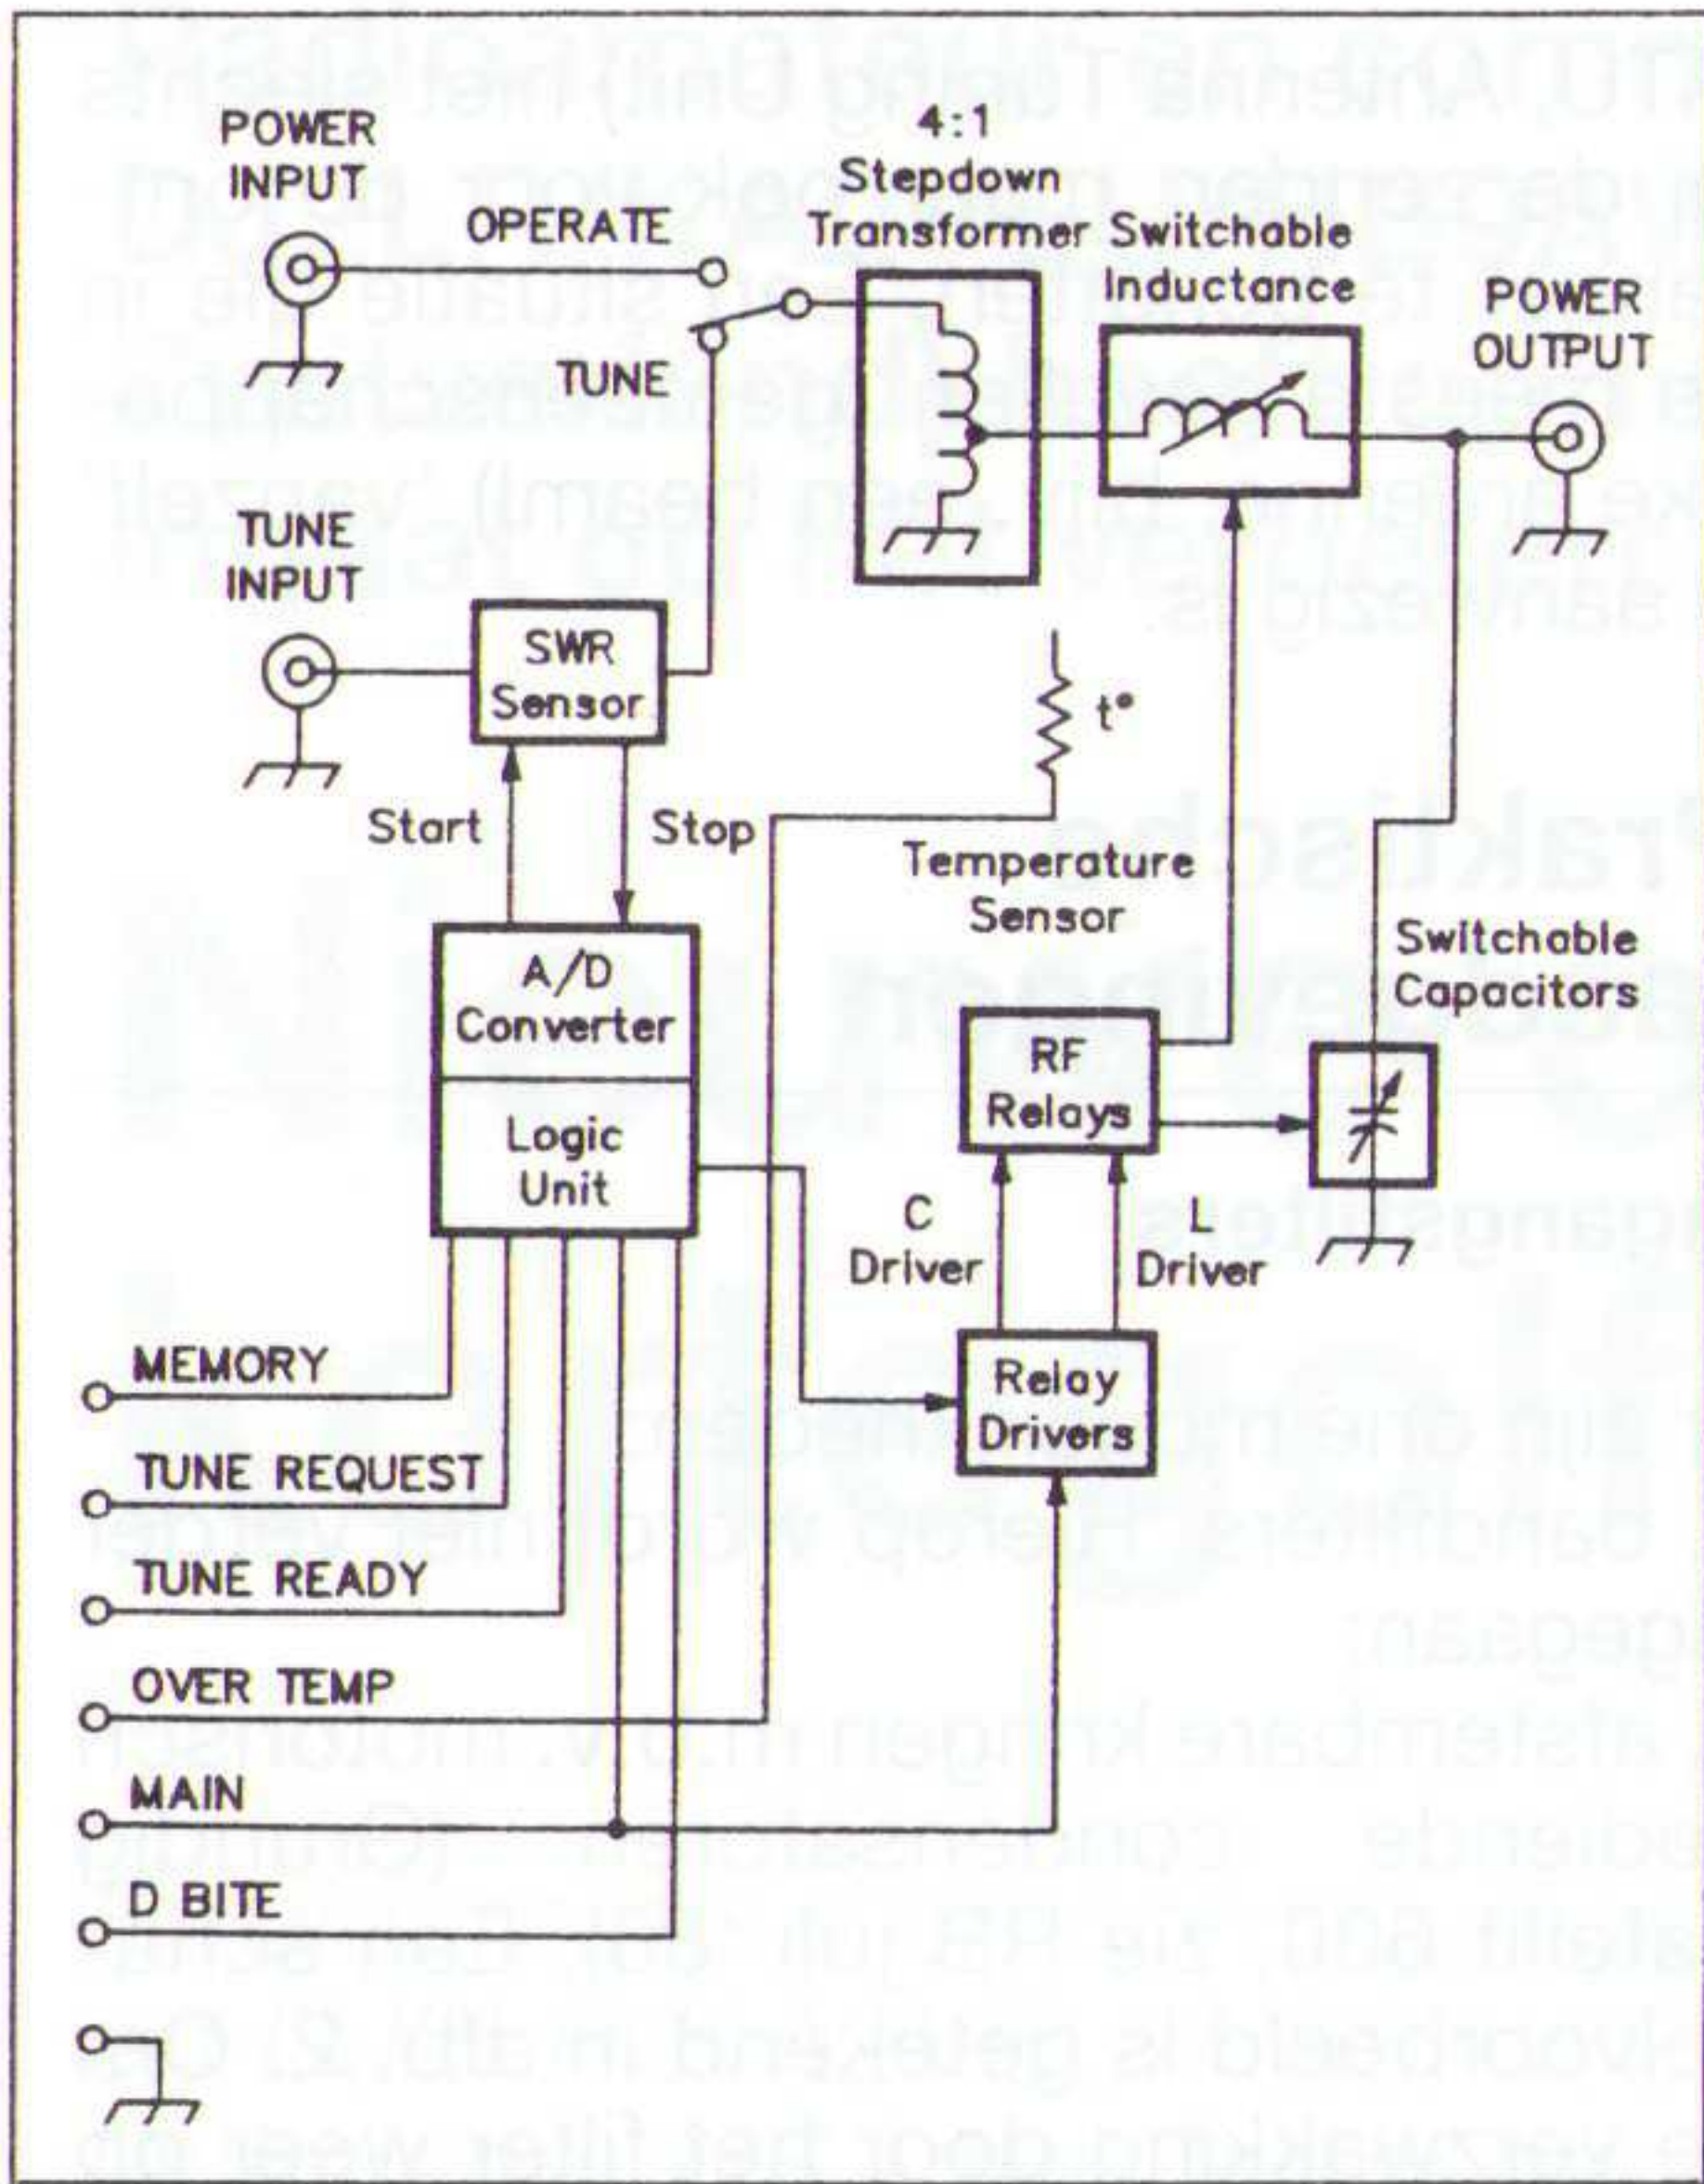 POWER
INPUT
OPERATE
TUNE
4:1
Stepdown
Transformer
Switchable
Inductance
POWER
OUTPUT
TUNE
INPUT
SWR
Sensor
t°
Start
Stop
Temperature
Sensor
A/D
Converter
Logic
Unit
RF
Relays
Switchable
Capacitors
C
Driver
L
Driver
Relay
Drivers
MEMORY
TUNE REQUEST
TUNE READY
OVER TEMP
MAIN
D BITE